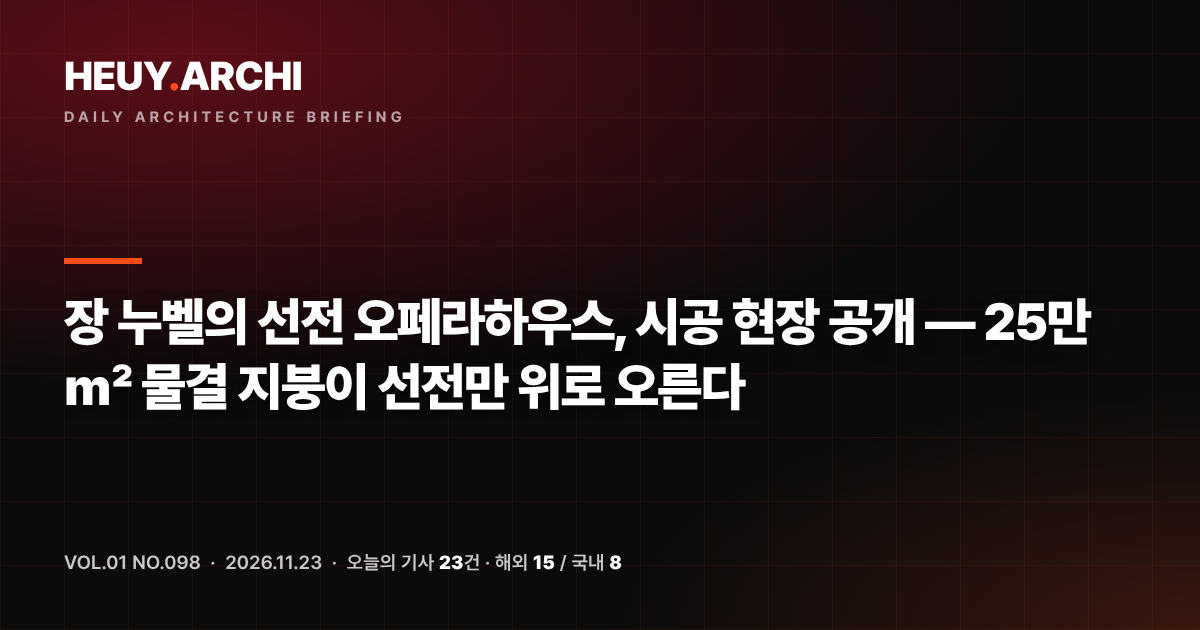 HEUY.ARCHI
DAILY ARCHITECTURE BRIEFING
장 누벨의 선전 오페라하우스, 시공 현장 공개 — 25만
m² 물결 지붕이 선전만 위로 오른다
VOL.01 NO.098 · 2026.11.23 · 오늘의 기사 23건 · 해외 15 / 국내 8